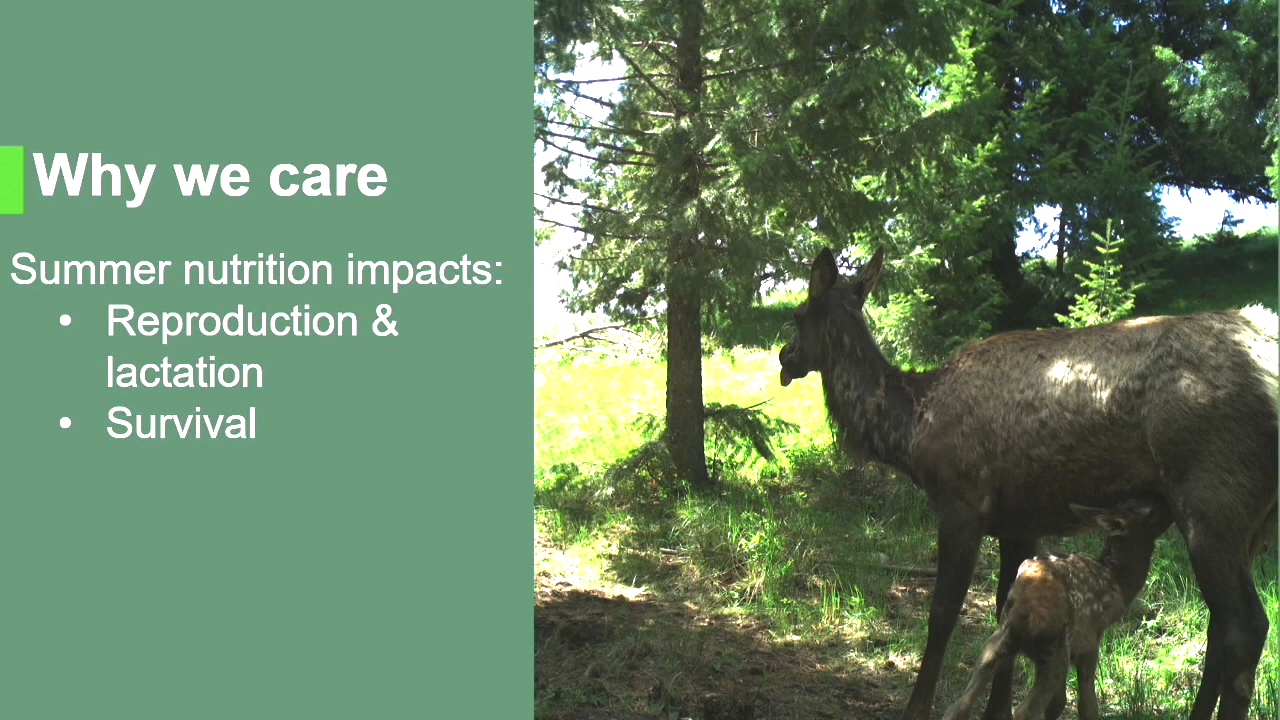 Why we care
Summer nutrition impacts:
• Reproduction &
lactation
• Survival